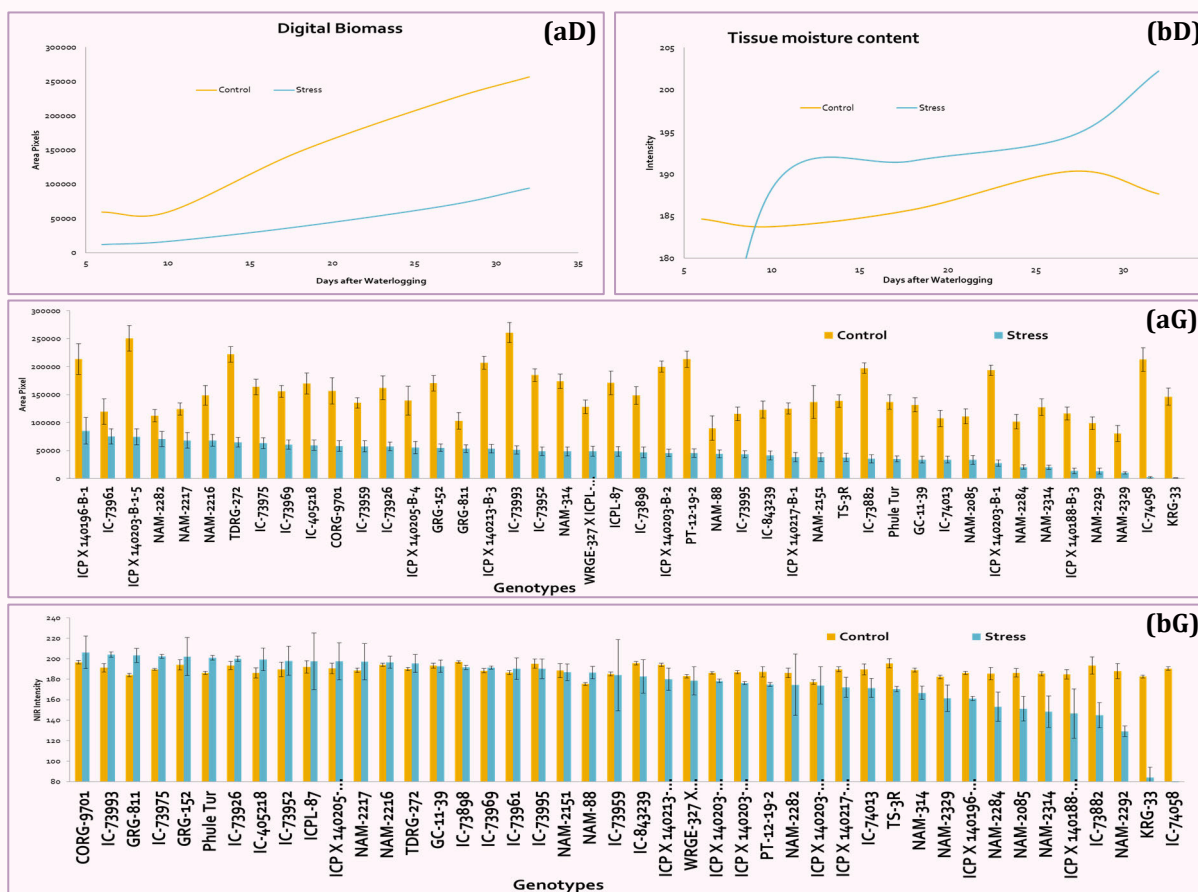 Digital Biomass
(aD)
300000
250000
200000
150000
100000
50000
0
Area Pixels
Control
Stress
5
10
15
20
25
30
35
Days after Waterlogging
Tissue moisture content
(bD)
205
200
195
190
185
180
Intensity
Control
Stress
5
10
15
20
25
30
Days after Waterlogging
(aG)
300000
250000
200000
150000
100000
50000
0
Area Pixel
Control
Stress
ICP X 140196-B-1
IC-73961
ICP X 140203-B-1-5
NAM-2282
NAM-2217
NAM-2216
TDRG-272
IC-73975
IC-73969
IC-405218
CORG-9701
IC-73959
IC-73926
ICP X 140205-B-4
GRG-152
GRG-811
ICP X 140213-B-3
IC-73993
IC-73952
NAM-314
WRGE-327 X ICPL-...
ICPL-87
IC-73898
ICP X 140203-B-2
PT-12-19-2
NAM-88
IC-73995
IC-84239
ICP X 140217-B-1
NAM-2151
TS-3R
IC-73882
Phule Tur
GC-11-39
IC-74013
NAM-2085
ICP X 140203-B-1
NAM-2284
NAM-2314
ICP X 140188-B-3
NAM-2292
NAM-2329
IC-74058
KRG-33
Genotypes
(bG)
240
220
200
180
160
140
120
100
80
NIR Intensity
Control
Stress
CORG-9701
IC-73993
GRG-811
IC-73975
GRG-152
Phule Tur
IC-73926
IC-405218
IC-73952
ICPL-87
ICP X 140205-...
NAM-2217
NAM-2216
TDRG-272
GC-11-39
IC-73898
IC-73969
IC-73961
IC-73995
NAM-2151
NAM-88
IC-73959
IC-84239
ICP X 140213-...
WRGE-327 X...
ICP X 140203-...
ICP X 140203-...
PT-12-19-2
NAM-2282
ICP X 140203-...
ICP X 140217-...
IC-74013
TS-3R
NAM-314
NAM-2329
ICP X 140196-...
NAM-2284
NAM-2085
NAM-2314
ICP X 140188-...
IC-73882
NAM-2292
KRG-33
IC-74058
Genotypes